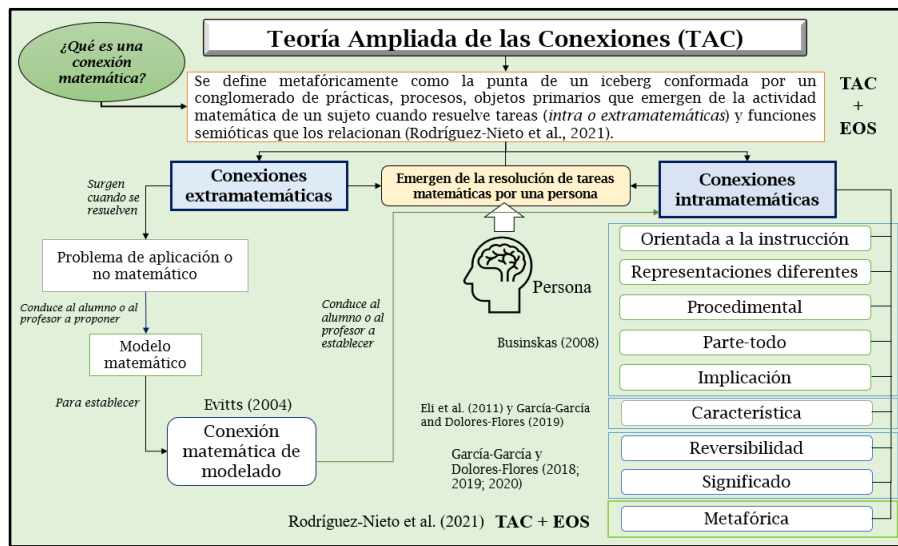 Teoría Ampliada de las Conexiones (TAC)
¿Qué es una
conexión
matemática?
Se define metafóricamente como la punta de un iceberg conformada por un
conglomerado de prácticas, procesos, objetos primarios que emergen de la actividad
matemática de un sujeto cuando resuelve tareas (intra o extramatemáticas) y funciones
semióticas que los relacionan (Rodríguez-Nieto et al., 2021).
TAC
+
EOS
Conexiones
extramatemáticas
Emergen de la resolución de tareas
matemáticas por una persona
Conexiones
intramatemáticas
Surgen
cuando se
resuelven
Problema de aplicación o
no matemático
Conduce al alumno o al
profesor a proponer
Modelo
matemático
Para establecer
Evitts (2004)
Conexión
matemática de
modelado
Conduce al
alumno o al
profesor a
establecer
Persona
Businskas (2008)
Orientada a la instrucción
Representaciones diferentes
Procedimental
Parte-todo
Implicación
Eli et al. (2011) y García-García
and Dolores-Flores (2019)
Característica
García-García y
Dolores-Flores (2018;
2019; 2020)
Reversibilidad
Significado
Rodríguez-Nieto et al. (2021) TAC + EOS
Metafórica